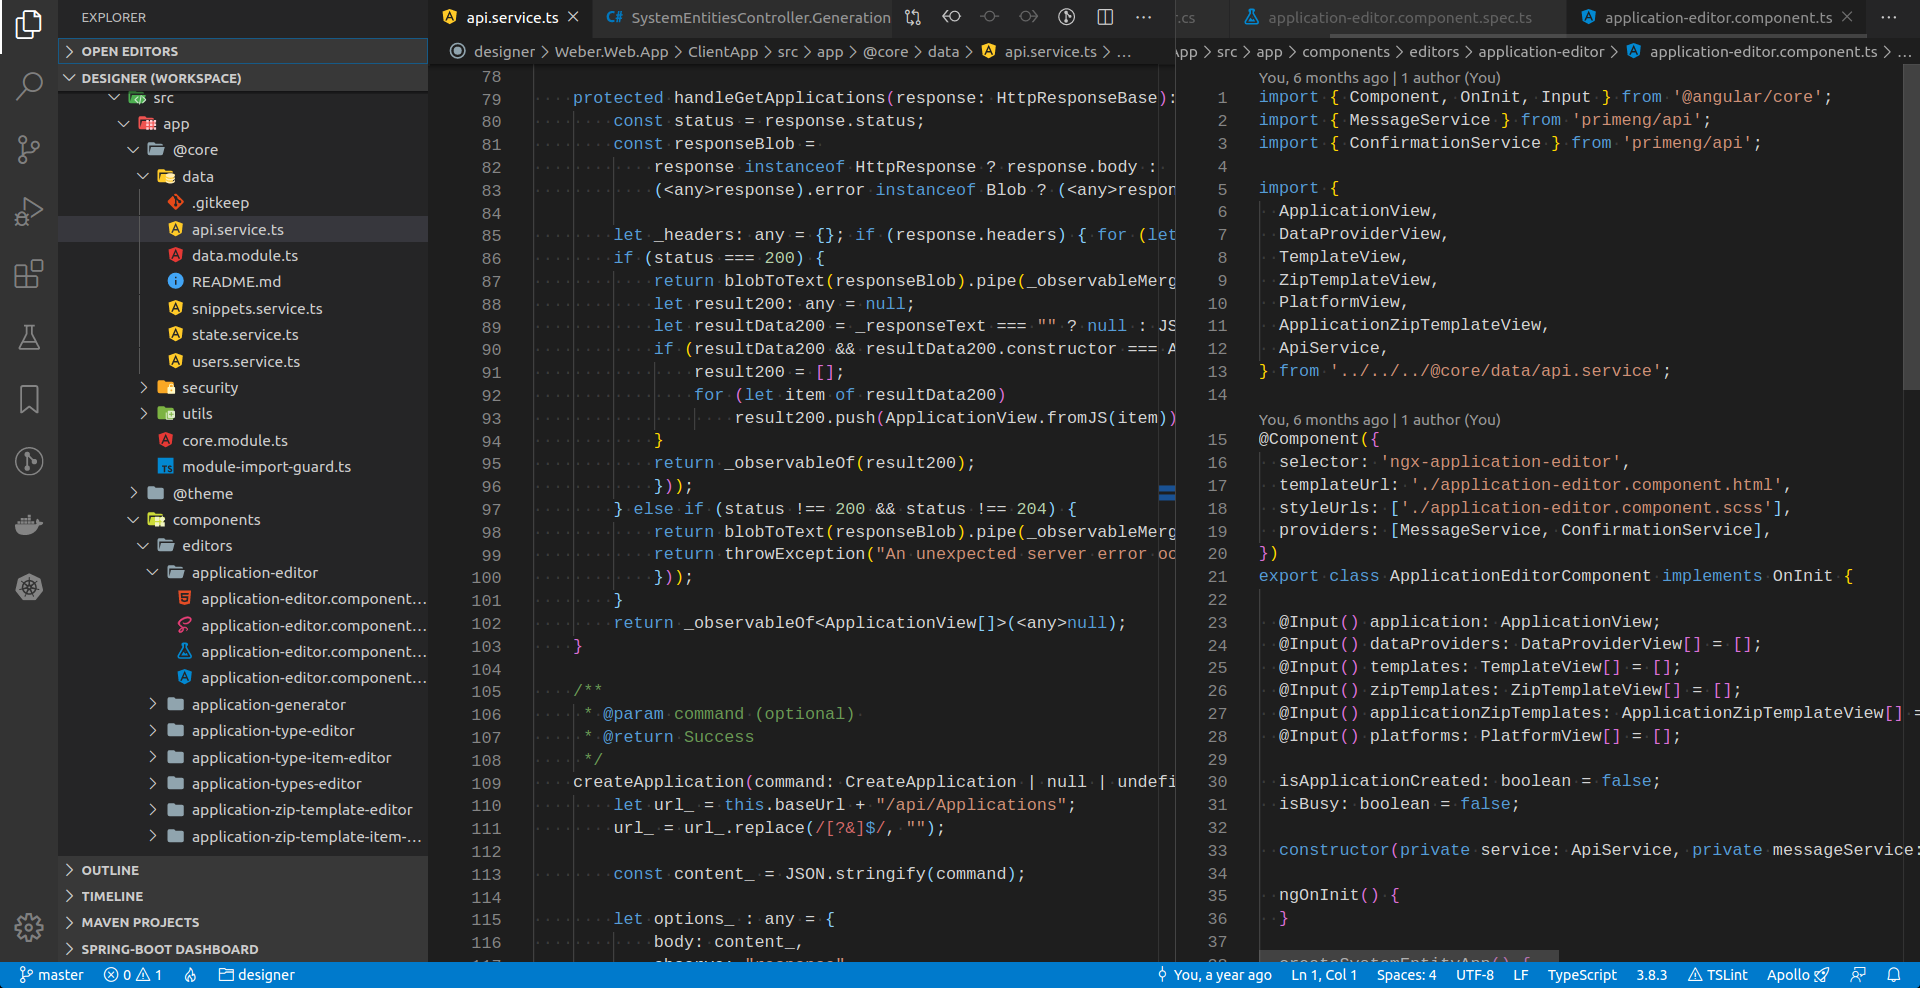 EXPLORER
OPEN EDITORS
DESIGNER (WORKSPACE)
src
app
@core
data
.gitkeep
api.service.ts
data.module.ts
README.md
snippets.service.ts
state.service.ts
users.service.ts
security
utils
core.module.ts
module-import-guard.ts
@theme
components
editors
application-editor
application-editor.component...
application-editor.component...
application-editor.component...
application-editor.component...
application-generator
application-type-editor
application-type-item-editor
application-types-editor
application-zip-template-editor
application-zip-template-item-...
OUTLINE
TIMELINE
MAVEN PROJECTS
SPRING-BOOT DASHBOARD
api.service.ts
C# SystemEntitiesController.Generation
designer > Weber.Web.App > ClientApp > src > app > @core > data > api.service.ts > ...
78
79 protected handleGetApplications(response: HttpResponseBase):
80 const status = response.status;
81 const responseBlob =
82 response instanceof HttpResponse ? response.body :
83 (<any>response).error instanceof Blob ? (<any>respon
84
85 let _headers: any = {}; if (response.headers) { for (let
86 if (status === 200) {
87 return blobToText(responseBlob).pipe(_observableMerg
88 let result200: any = null;
89 let resultData200 = _responseText === "" ? null : JS
90 if (resultData200 && resultData200.constructor === A
91 result200 = [];
92 for (let item of resultData200)
93 result200.push(ApplicationView.fromJS(item))
94 }
95 return _observableOf(result200);
96 }));
97 } else if (status !== 200 && status !== 204) {
98 return blobToText(responseBlob).pipe(_observableMerg
99 return throwException("An unexpected server error oc
100 }));
101 }
102 return _observableOf<ApplicationView[]>(<any>null);
103 }
104
105 /**
106 * @param command (optional)
107 * @return Success
108 */
109 createApplication(command: CreateApplication | null | undefi
110 let url_ = this.baseUrl + "/api/Applications";
111 url_ = url_.replace(/[?&]$/, "");
112
113 const content_ = JSON.stringify(command);
114
115 let options_ : any = {
116 body: content_,
.cs
application-editor.component.spec.ts
application-editor.component.ts
App > src > app > components > editors > application-editor > application-editor.component.ts > ...
You, 6 months ago | 1 author (You)
1 import { Component, OnInit, Input } from '@angular/core';
2 import { MessageService } from 'primeng/api';
3 import { ConfirmationService } from 'primeng/api';
4
5 import {
6 ApplicationView,
7 DataProviderView,
8 TemplateView,
9 ZipTemplateView,
10 PlatformView,
11 ApplicationZipTemplateView,
12 ApiService,
13 } from '../../../@core/data/api.service';
14
You, 6 months ago | 1 author (You)
15 @Component({
16 selector: 'ngx-application-editor',
17 templateUrl: './application-editor.component.html',
18 styleUrls: ['./application-editor.component.scss'],
19 providers: [MessageService, ConfirmationService],
20 })
21 export class ApplicationEditorComponent implements OnInit {
22
23 @Input() application: ApplicationView;
24 @Input() dataProviders: DataProviderView[] = [];
25 @Input() templates: TemplateView[] = [];
26 @Input() zipTemplates: ZipTemplateView[] = [];
27 @Input() applicationZipTemplates: ApplicationZipTemplateView[] =
28 @Input() platforms: PlatformView[] = [];
29
30 isApplicationCreated: boolean = false;
31 isBusy: boolean = false;
32
33 constructor(private service: ApiService, private messageService:
34
35 ngOnInit() {
36 }
37
master 0 1 designer
You, a year ago Ln 1, Col 1 Spaces: 4 UTF-8 LF TypeScript 3.8.3 TSLint Apollo